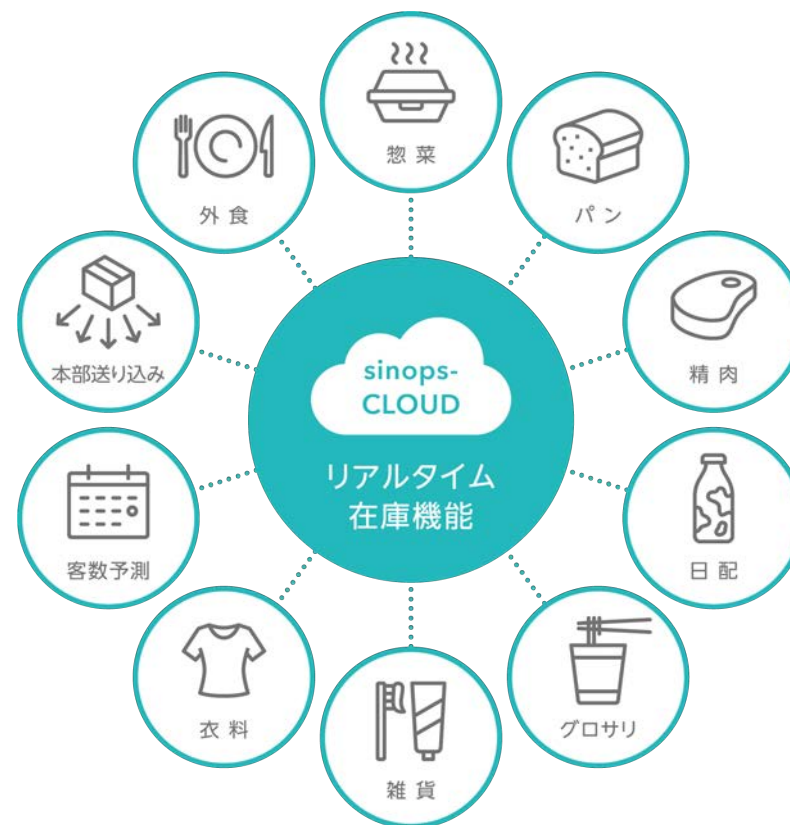 惣菜
パン
精肉
日配
グロサリ
雑貨
衣料
客数予測
本部送り込み
外食
sinops-
CLOUD
リアルタイム
在庫機能